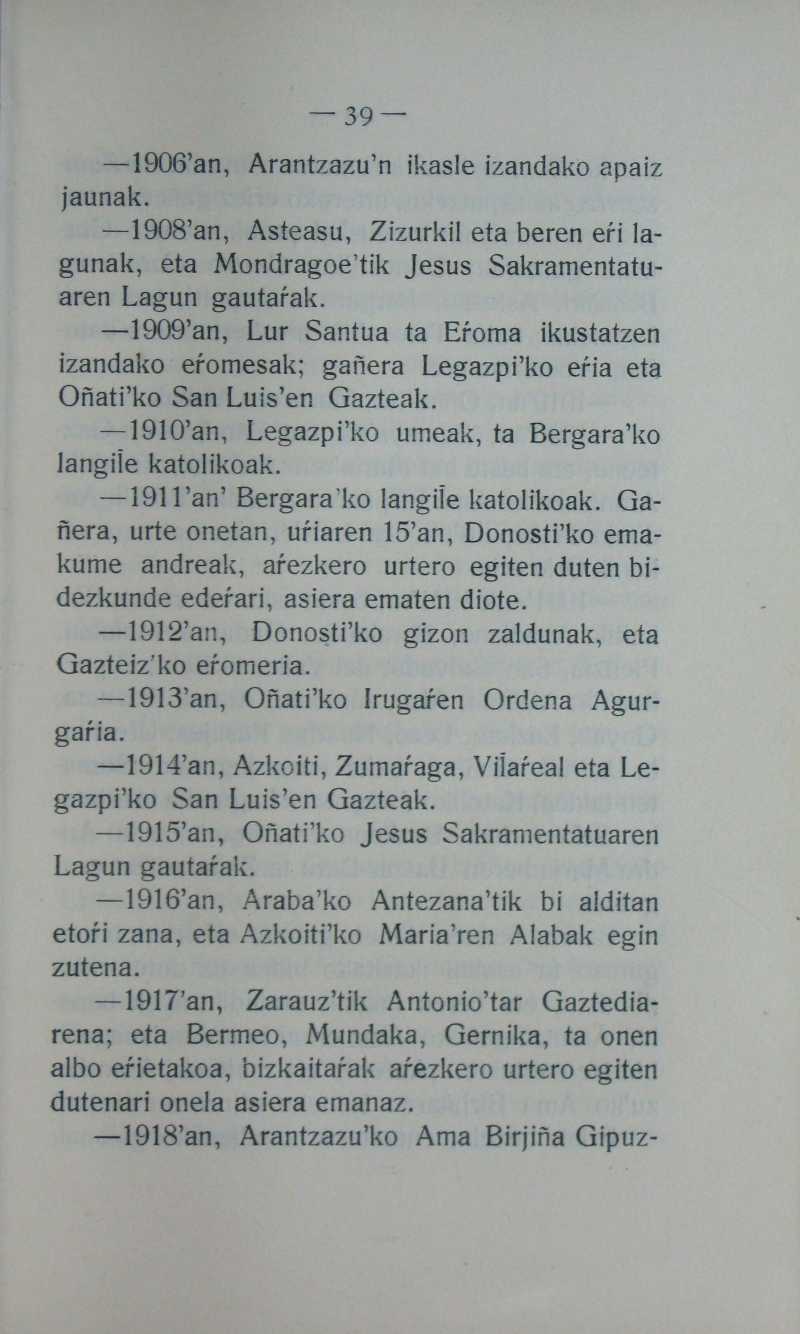 — 39 —
—1906'an, Arantzazu'n ikasle izandako apaiz
jaunak.
—1908'an, Asteasu, Zizurkil eta beren eŕi la-
gunak, eta Mondragoe'tik Jesus Sakramentatu-
aren Lagun gautaŕak.
—1909'an, Lur Santua ta Eŕoma ikustatzen
izandako eŕomesak; gañera Legazpi'ko eŕia eta
Oñati'ko San Luis'en Gazteak.
—1910'an, Legazpi'ko umeak, ta Bergara'ko
langil̄e katolikoak.
—1911'an' Bergara'ko langil̄e katolikoak. Ga-
ñera, urte onetan, uŕiaren 15'an, Donosti'ko ema-
kume andreak, aŕezkero urtero egiten duten bi-
dezkunde edeŕari, asiera ematen diote.
—1912'an, Donosti'ko gizon zaldunak, eta
Gazteiz'ko eŕomeria.
—1913'an, Oñati'ko Irugaŕen Ordena Agur-
gaŕia.
—1914'an, Azkoiti, Zumaŕaga, Vil̄aŕeal eta Le-
gazpi'ko San Luis'en Gazteak.
—1915'an, Oñati'ko Jesus Sakramentatuaren
Lagun gautaŕak.
—1916'an, Araba'ko Antezana'tik bi alditan
etoŕi zana, eta Azkoiti'ko Maria'ren Alabak egin
zutena.
—1917'an, Zarauz'tik Antonio'tar Gaztedia-
rena; eta Bermeo, Mundaka, Gernika, ta onen
albo eŕietakoa, bizkaitaŕak aŕezkero urtero egiten
dutenari onela asiera emanaz.
—1918'an, Arantzazu'ko Ama Birjiña Gipuz-